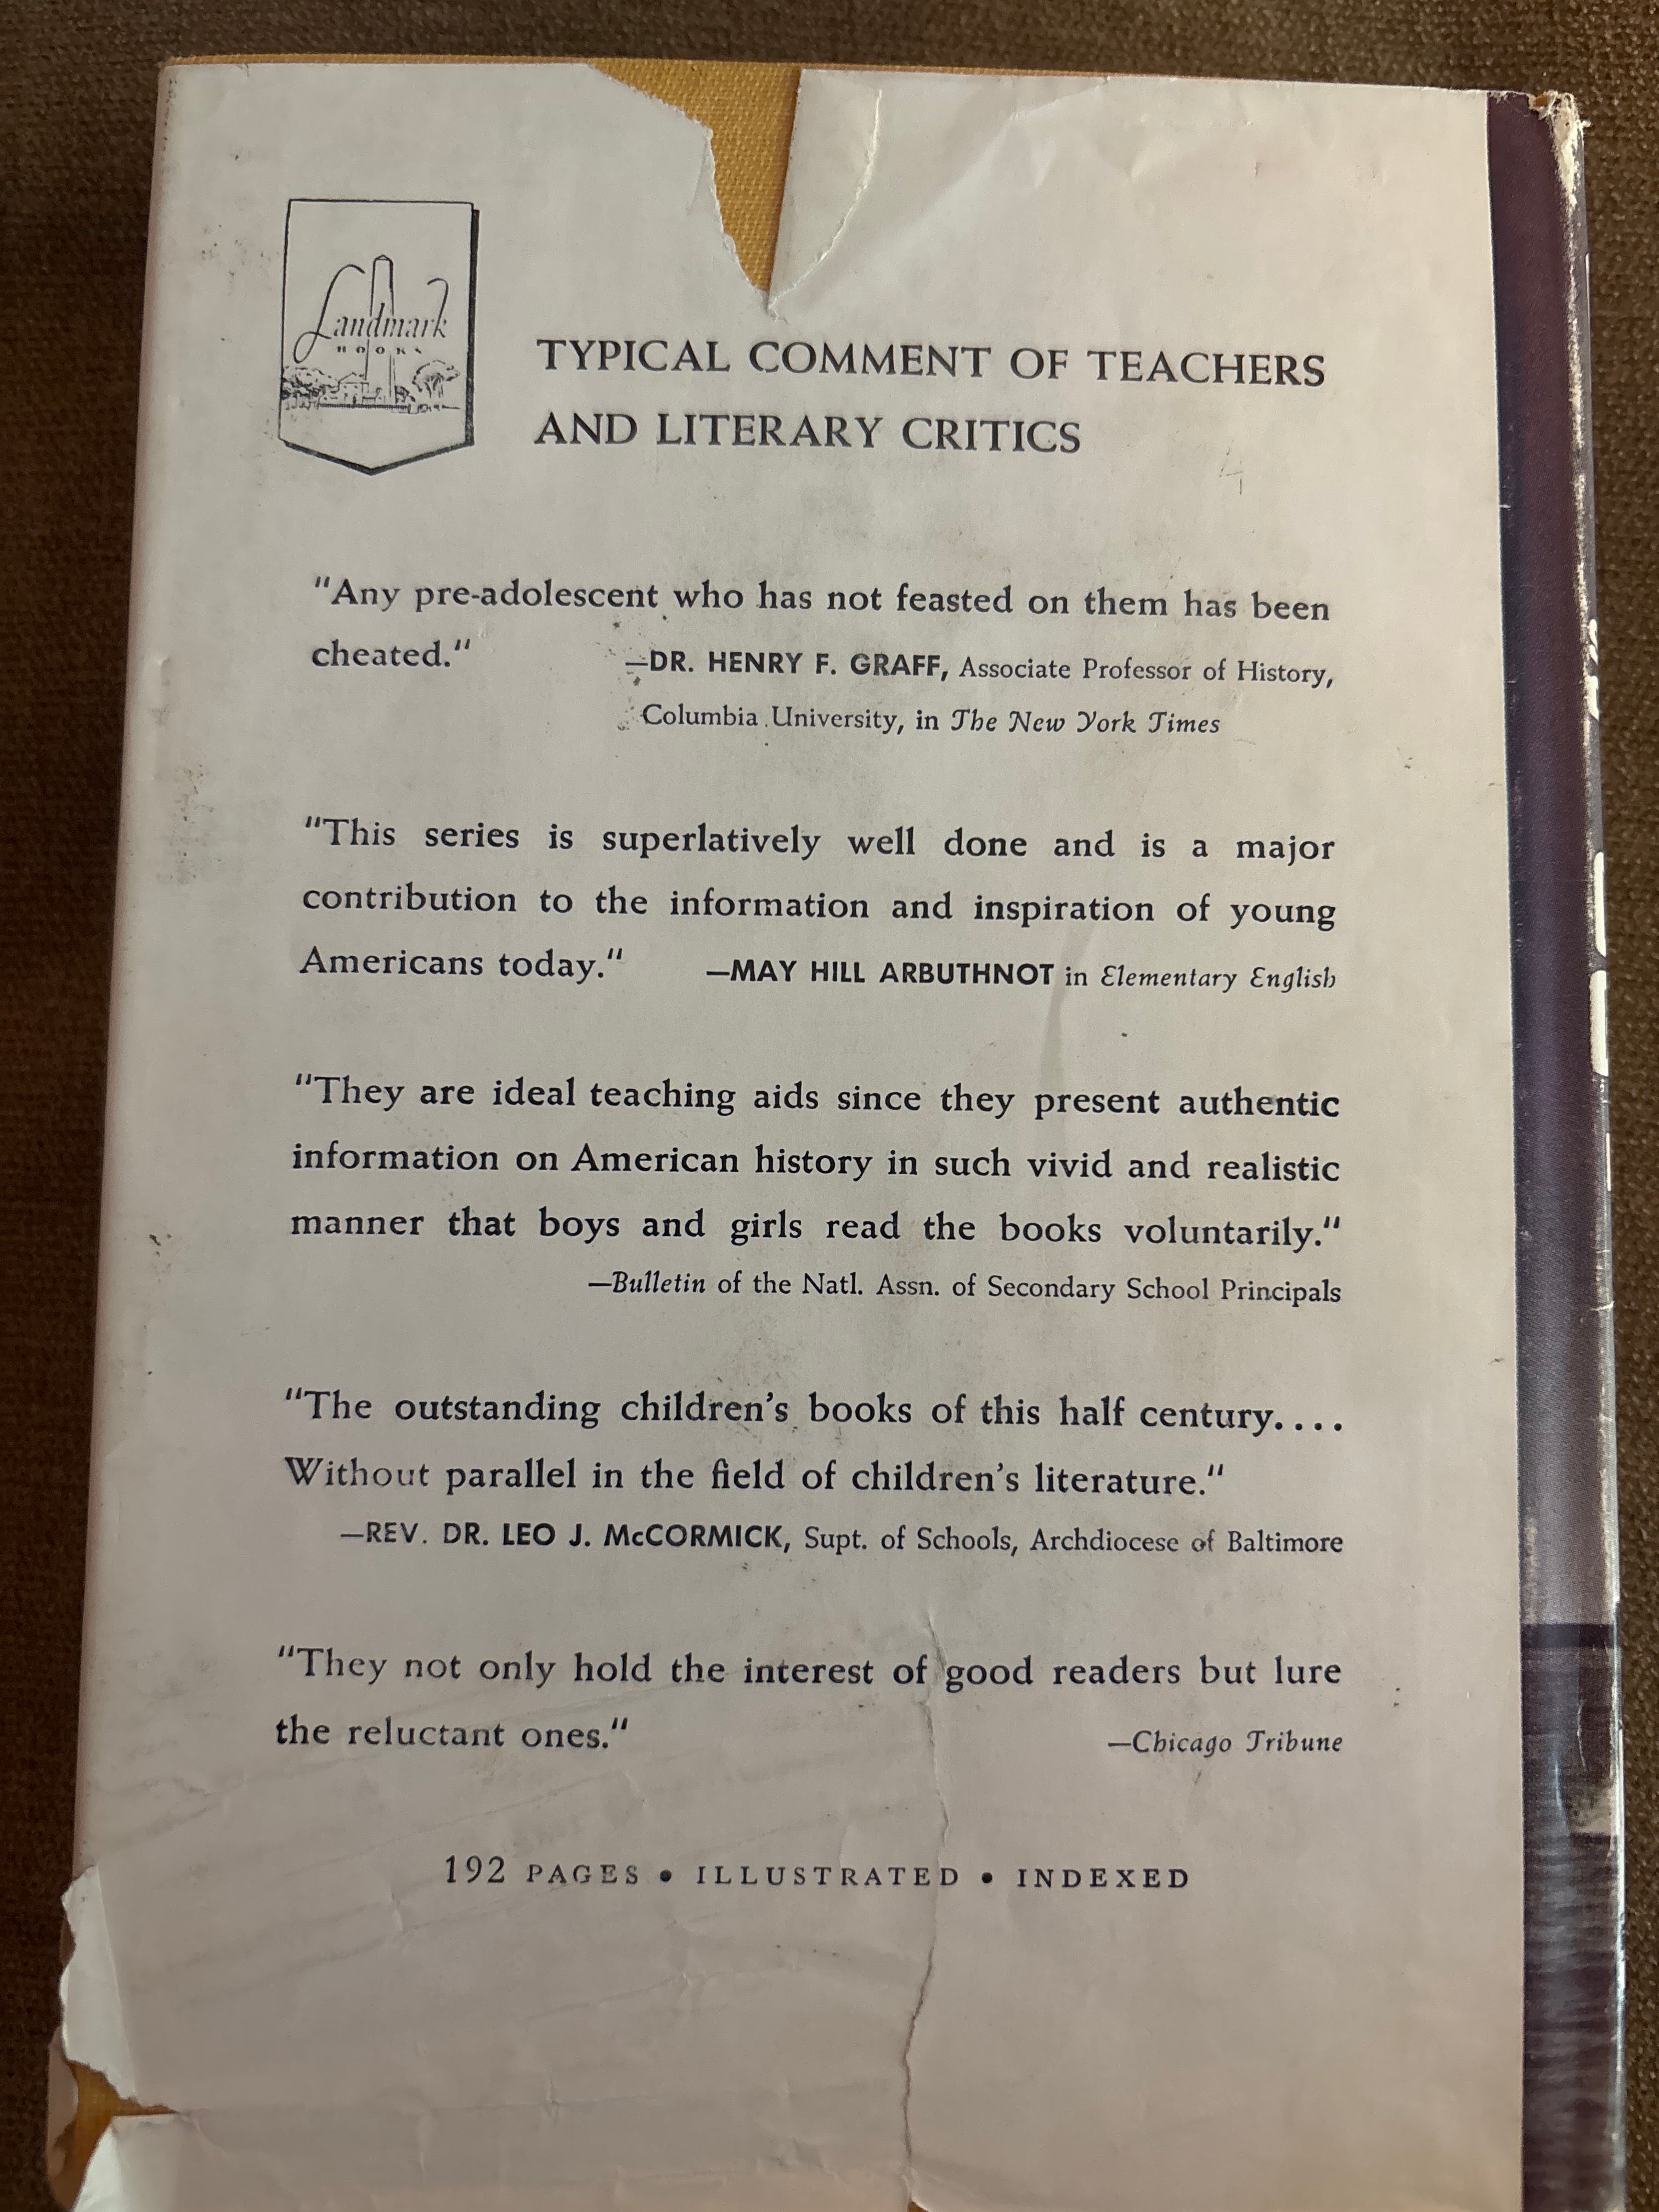 Landmark
BOOKS
TYPICAL COMMENT OF TEACHERS
AND LITERARY CRITICS
"Any pre-adolescent who has not feasted on them has been
cheated."
—DR. HENRY F. GRAFF, Associate Professor of History,
Columbia University, in The New York Times
"This series is superlatively well done and is a major
contribution to the information and inspiration of young
Americans today." —MAY HILL ARBUTHNOT in Elementary English
"They are ideal teaching aids since they present authentic
information on American history in such vivid and realistic
manner that boys and girls read the books voluntarily."
—Bulletin of the Natl. Assn. of Secondary School Principals
"The outstanding children's books of this half century....
Without parallel in the field of children's literature."
—REV. DR. LEO J. McCORMICK, Supt. of Schools, Archdiocese of Baltimore
"They not only hold the interest of good readers but lure
the reluctant ones." —Chicago Tribune
192 PAGES • ILLUSTRATED • INDEXED